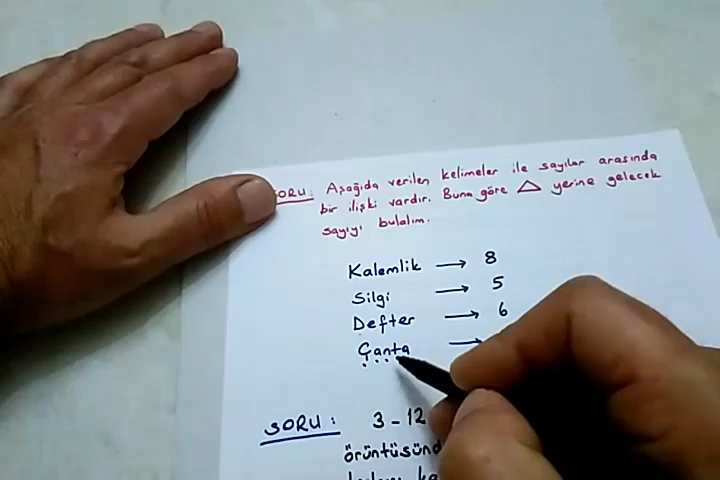 SORU: Aşağıda verilen kelimeler ile sayılar arasında
bir ilişki vardır. Buna göre △ yerine gelecek
sayıyı bulalım.
Kalemlik → 8
Silgi → 5
Defter → 6
Çanta →
SORU: 3-12